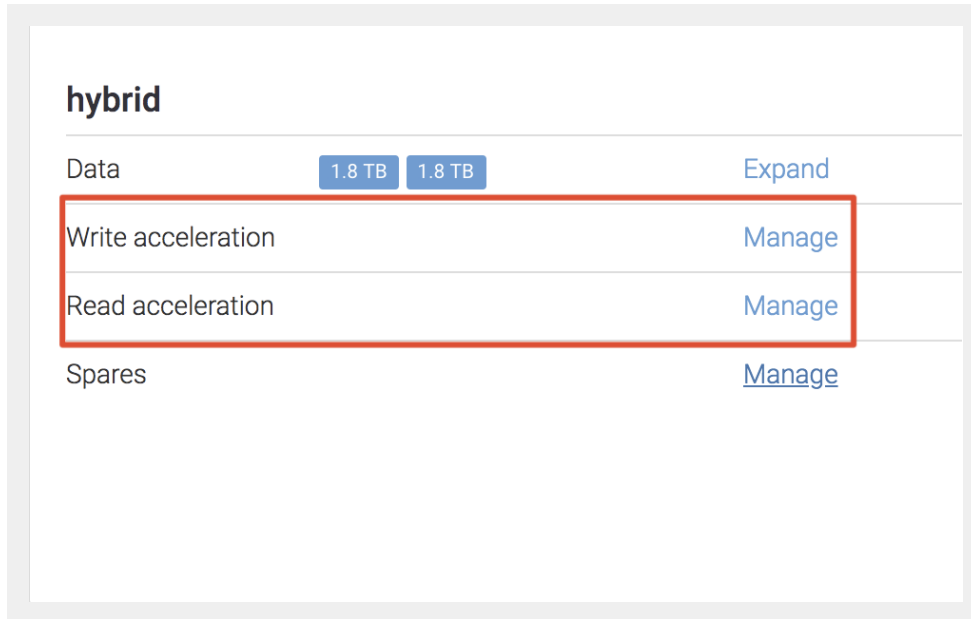 hybrid
Data 1.8 TB 1.8 TB Expand
Write acceleration Manage
Read acceleration Manage
Spares Manage